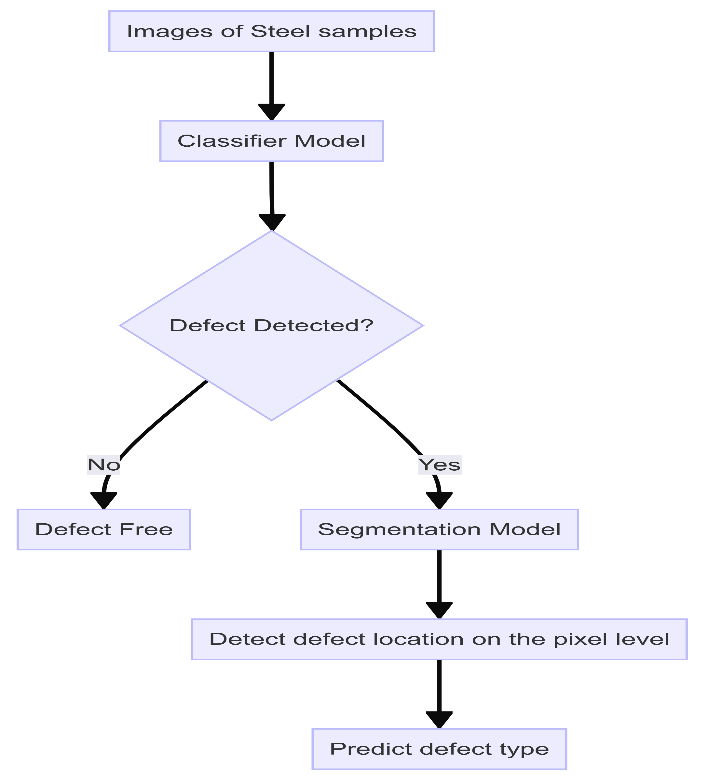 Images of Steel samples
Classifier Model
Defect Detected?
No
Yes
Defect Free
Segmentation Model
Detect defect location on the pixel level
Predict defect type